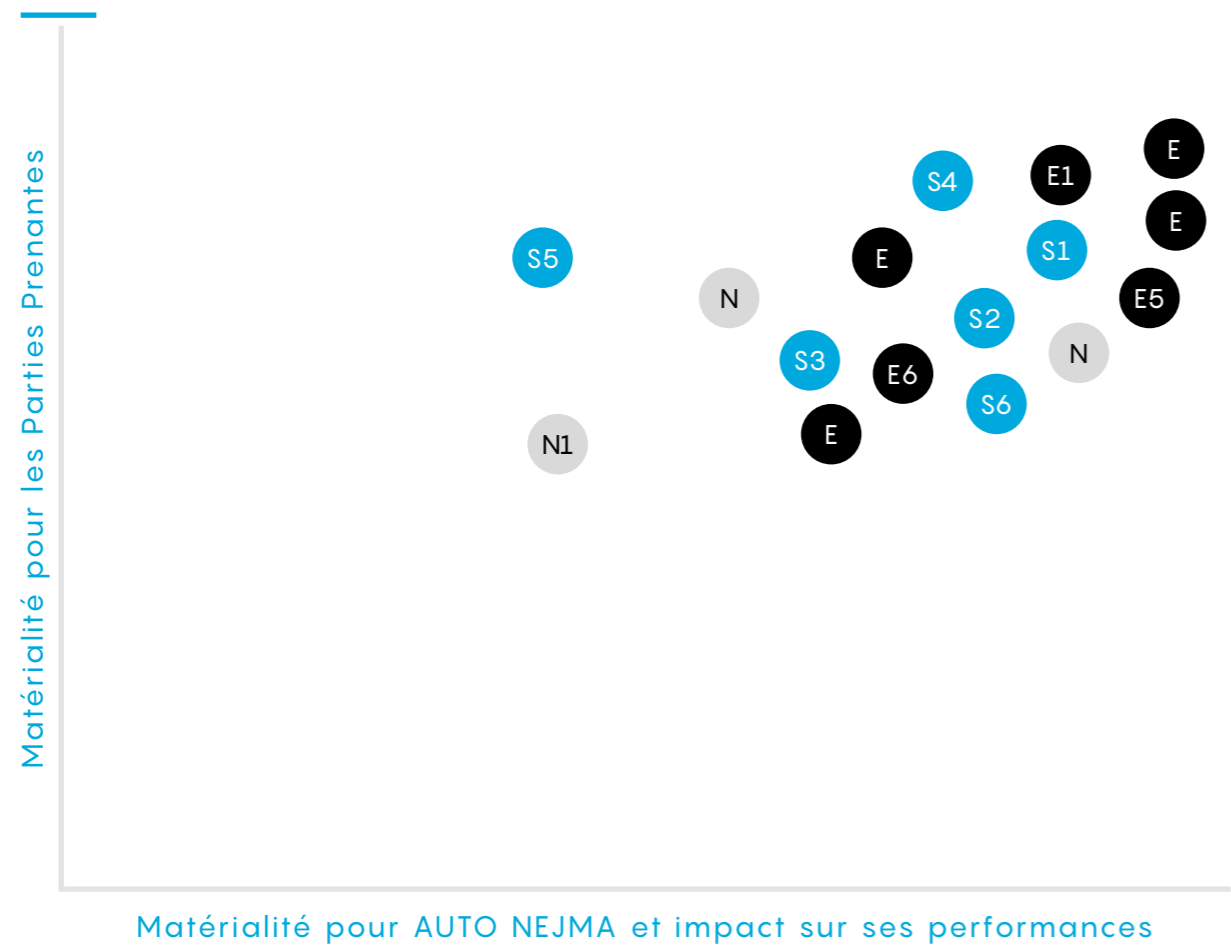 Matérialité pour les Parties Prenantes
E
E1
S4
E
S1
E
S5
N
E5
S2
N
S3
E6
S6
E
N1
Matérialité pour AUTO NEJMA et impact sur ses performances